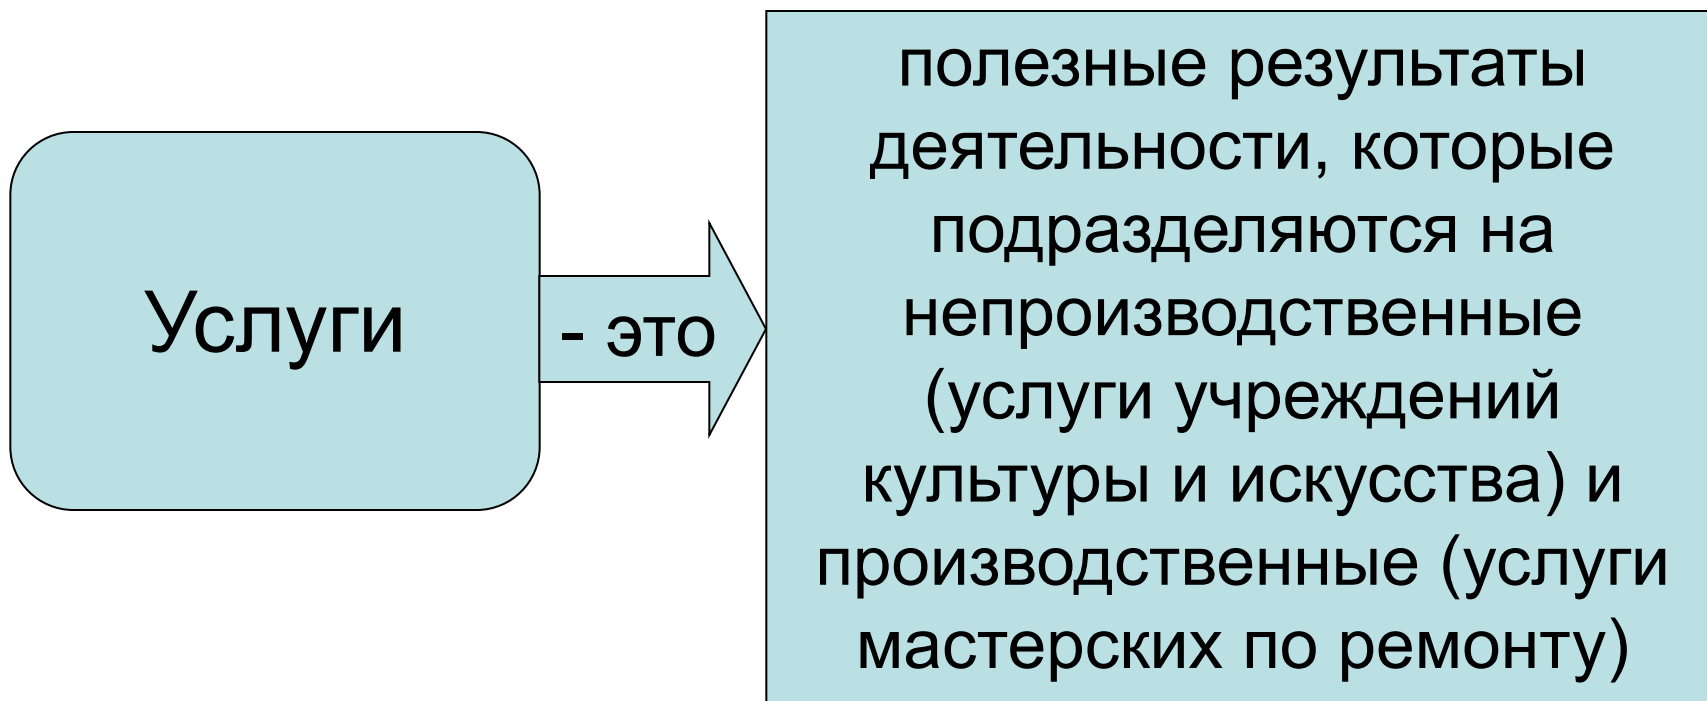 Услуги
- это
полезные результаты
деятельности, которые
подразделяются на
непроизводственные
(услуги учреждений
культуры и искусства) и
производственные (услуги
мастерских по ремонту)